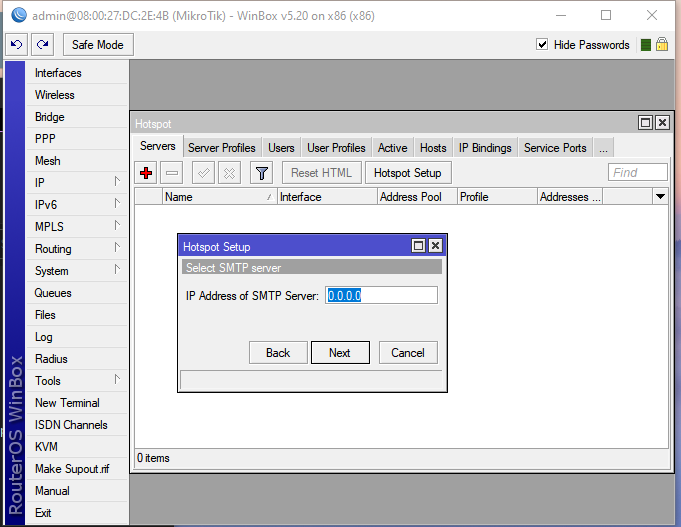 admin@08:00:27:DC:2E:4B (MikroTik) - WinBox v5.20 on x86 (x86)
Safe Mode
Hide Passwords
Interfaces
Wireless
Bridge
PPP
Mesh
IP
IPv6
MPLS
Routing
System
Queues
Files
Log
Radius
Tools
New Terminal
ISDN Channels
KVM
Make Supout.rif
Manual
Exit
RouterOS WinBox
Hotspot
Servers Server Profiles Users User Profiles Active Hosts IP Bindings Service Ports ...
Reset HTML Hotspot Setup Find
Name Interface Address Pool Profile Addresses ...
Hotspot Setup
Select SMTP server
IP Address of SMTP Server: 0.0.0.0
Back Next Cancel
0 items